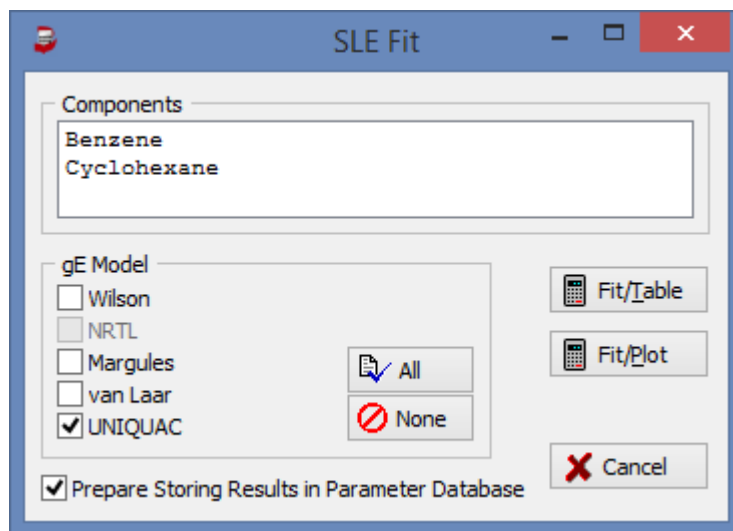 SLE Fit
Components
Benzene
Cyclohexane
gE Model
Wilson
NRTL
Margules
van Laar
UNIQUAC
All
None
Fit/Table
Fit/Plot
Cancel
Prepare Storing Results in Parameter Database